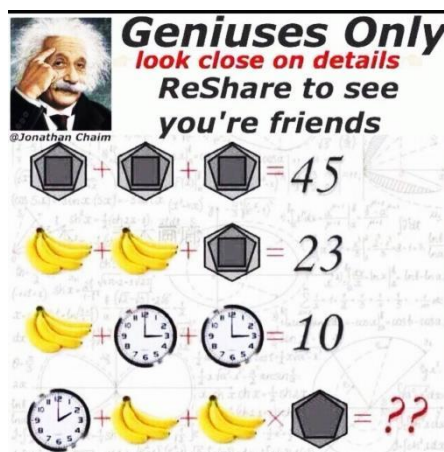 Geniuses Only
look close on details
ReShare to see
you're friends
@Jonathan Chaim
+ + = 45
+ + = 23
+ + = 10
+ + × = ??